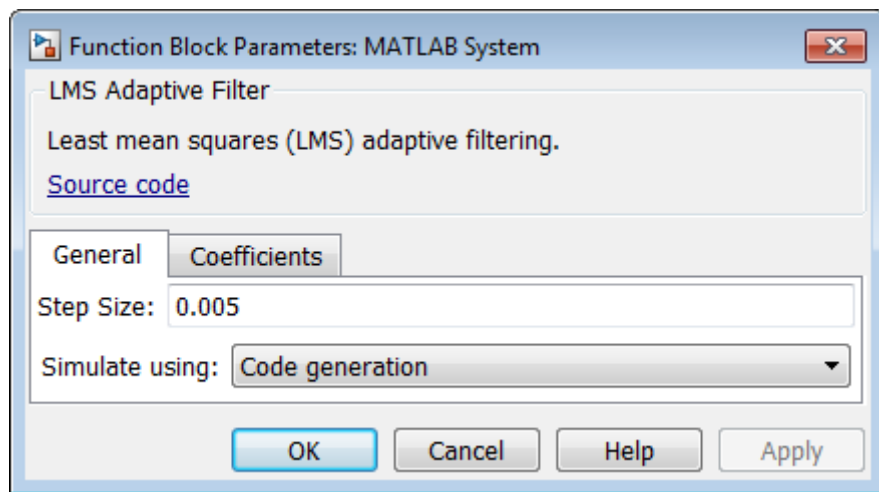 Function Block Parameters: MATLAB System
LMS Adaptive Filter
Least mean squares (LMS) adaptive filtering.
Source code
General Coefficients
Step Size: 0.005
Simulate using: Code generation
OK Cancel Help Apply